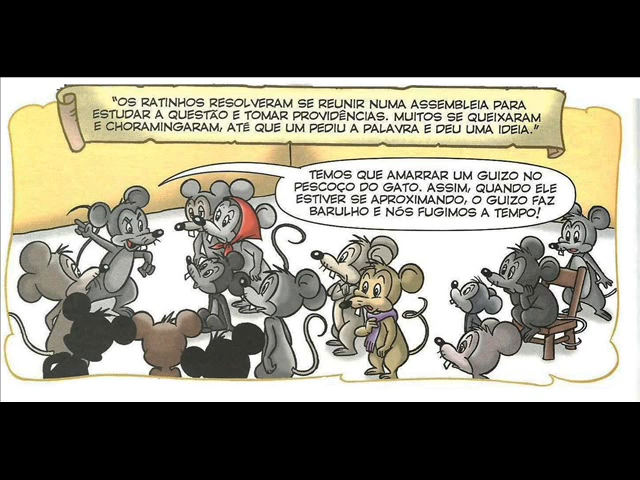 "OS RATINHOS RESOLVERAM SE REUNIR NUMA ASSEMBLEIA PARA
ESTUDAR A QUESTÃO E TOMAR PROVIDÊNCIAS. MUITOS SE QUEIXARAM
E CHORAMINGARAM, ATÉ QUE UM PEDIU A PALAVRA E DEU UMA IDEIA."
TEMOS QUE AMARRAR UM GUIZO NO
PESCOÇO DO GATO. ASSIM, QUANDO ELE
ESTIVER SE APROXIMANDO, O GUIZO FAZ
BARULHO E NÓS FUGIMOS A TEMPO!